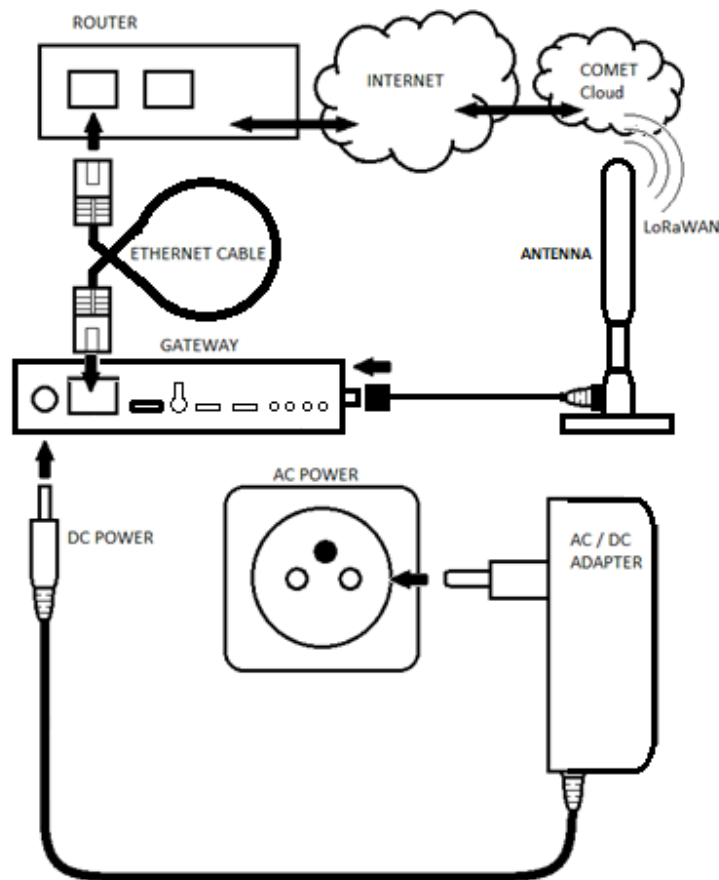 ROUTER
INTERNET
COMET
Cloud
LoRaWAN
ANTENNA
ETHERNET CABLE
GATEWAY
AC POWER
DC POWER
AC / DC
ADAPTER